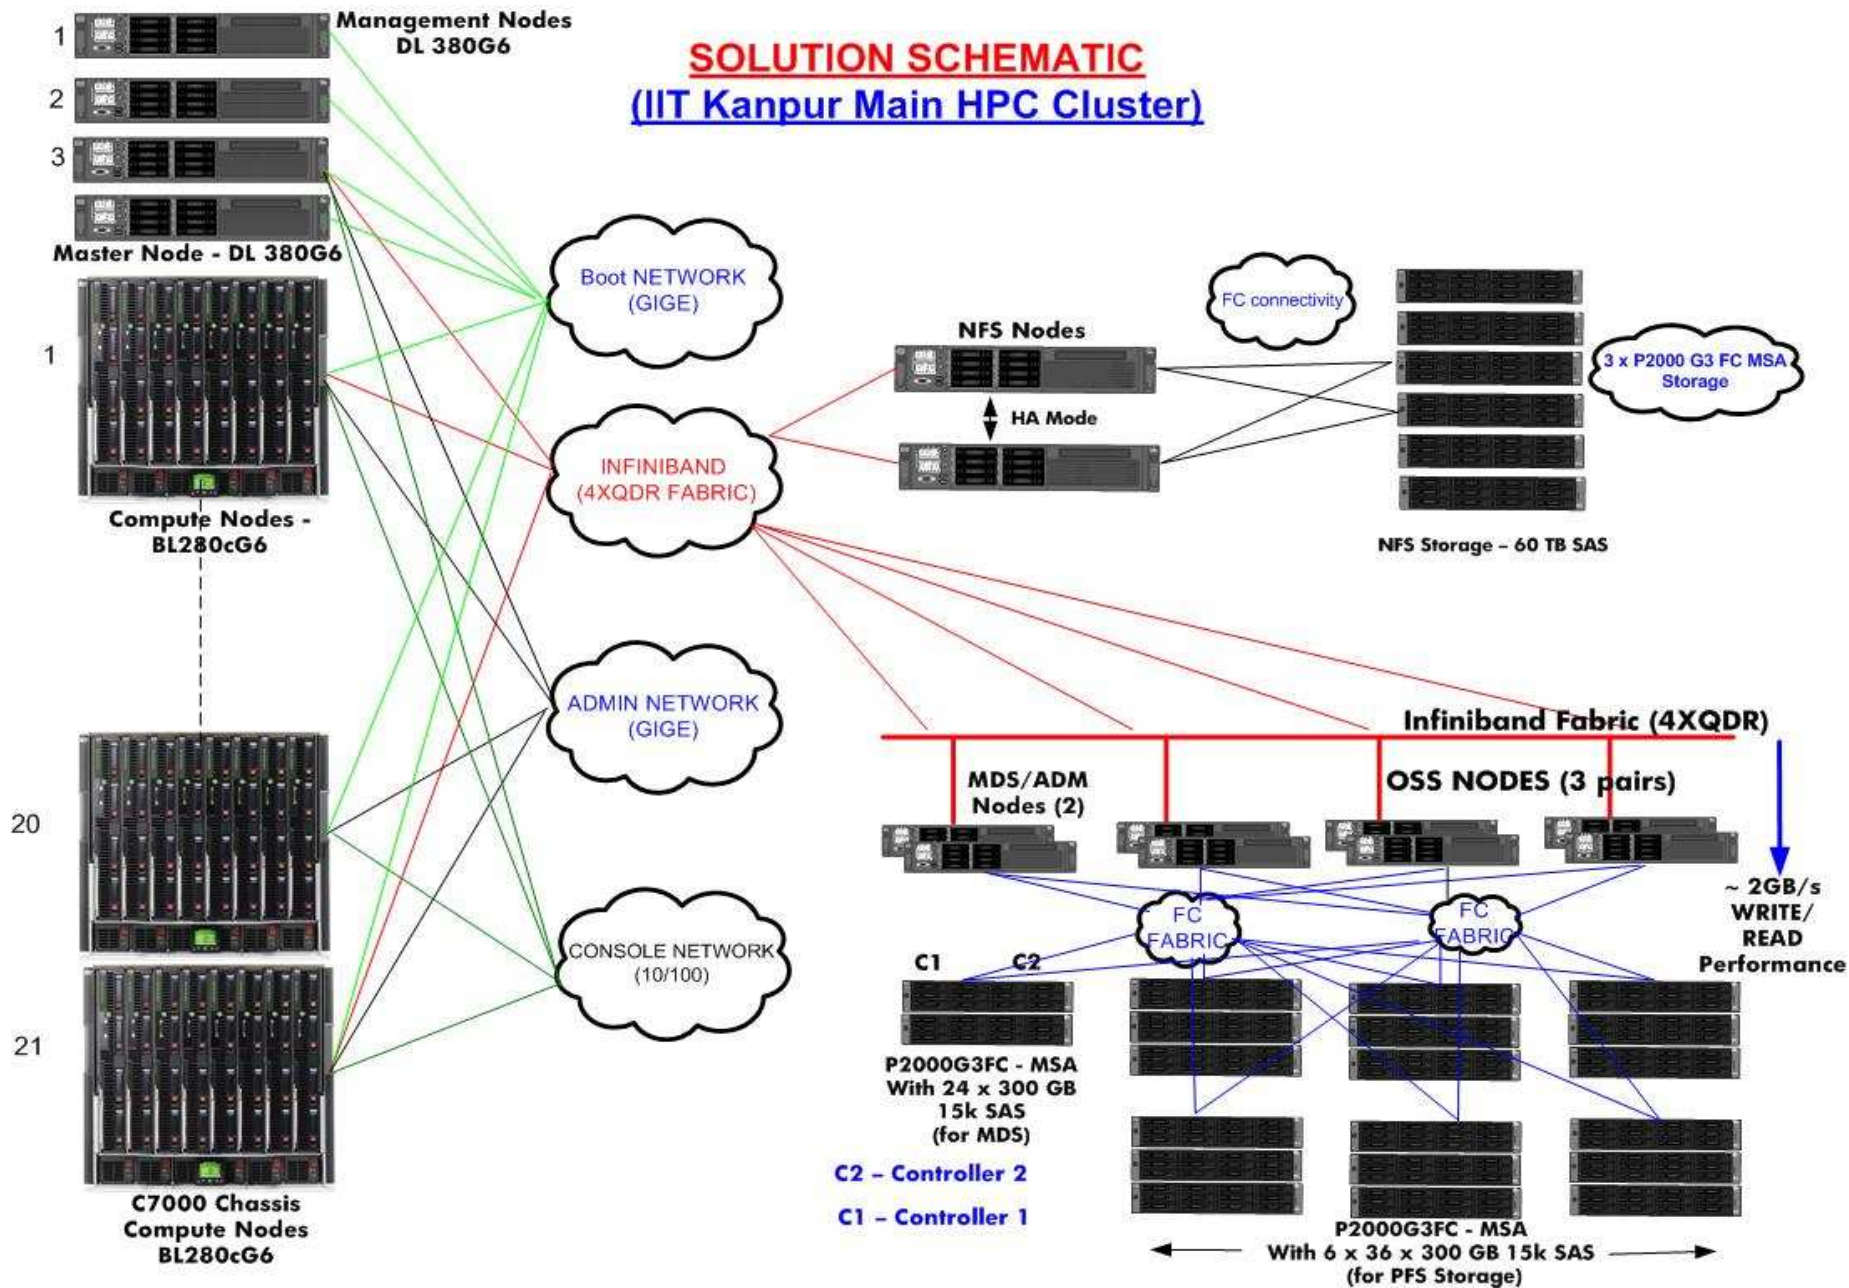 SOLUTION SCHEMATIC
(IIT Kanpur Main HPC Cluster)
1
Management Nodes
DL 380G6
2
3
Master Node - DL 380G6
1
Compute Nodes -
BL280cG6
20
21
C7000 Chassis
Compute Nodes
BL280cG6
Boot NETWORK
(GIGE)
INFINIBAND
(4XQDR FABRIC)
ADMIN NETWORK
(GIGE)
CONSOLE NETWORK
(10/100)
NFS Nodes
HA Mode
FC connectivity
3 x P2000 G3 FC MSA
Storage
NFS Storage – 60 TB SAS
Infiniband Fabric (4XQDR)
MDS/ADM
Nodes (2)
OSS NODES (3 pairs)
~ 2GB/s
WRITE/
READ
Performance
FC
FABRIC
FC
FABRIC
C1
C2
P2000G3FC - MSA
With 24 x 300 GB
15k SAS
(for MDS)
C2 – Controller 2
C1 – Controller 1
P2000G3FC - MSA
With 6 x 36 x 300 GB 15k SAS
(for PFS Storage)